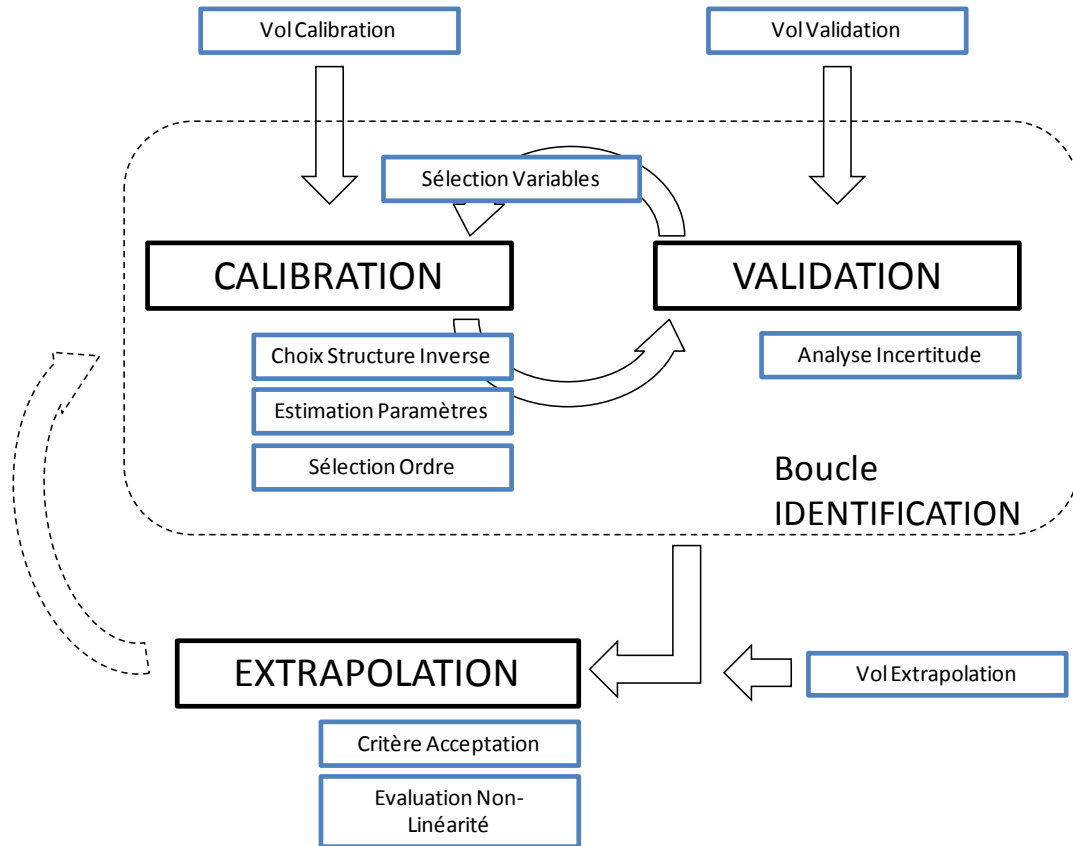 Vol Calibration
Vol Validation
Sélection Variables
CALIBRATION
VALIDATION
Choix Structure Inverse
Analyse Incertitude
Estimation Paramètres
Sélection Ordre
Boucle
IDENTIFICATION
EXTRAPOLATION
Vol Extrapolation
Critère Acceptation
Evaluation Non-
Linéarité